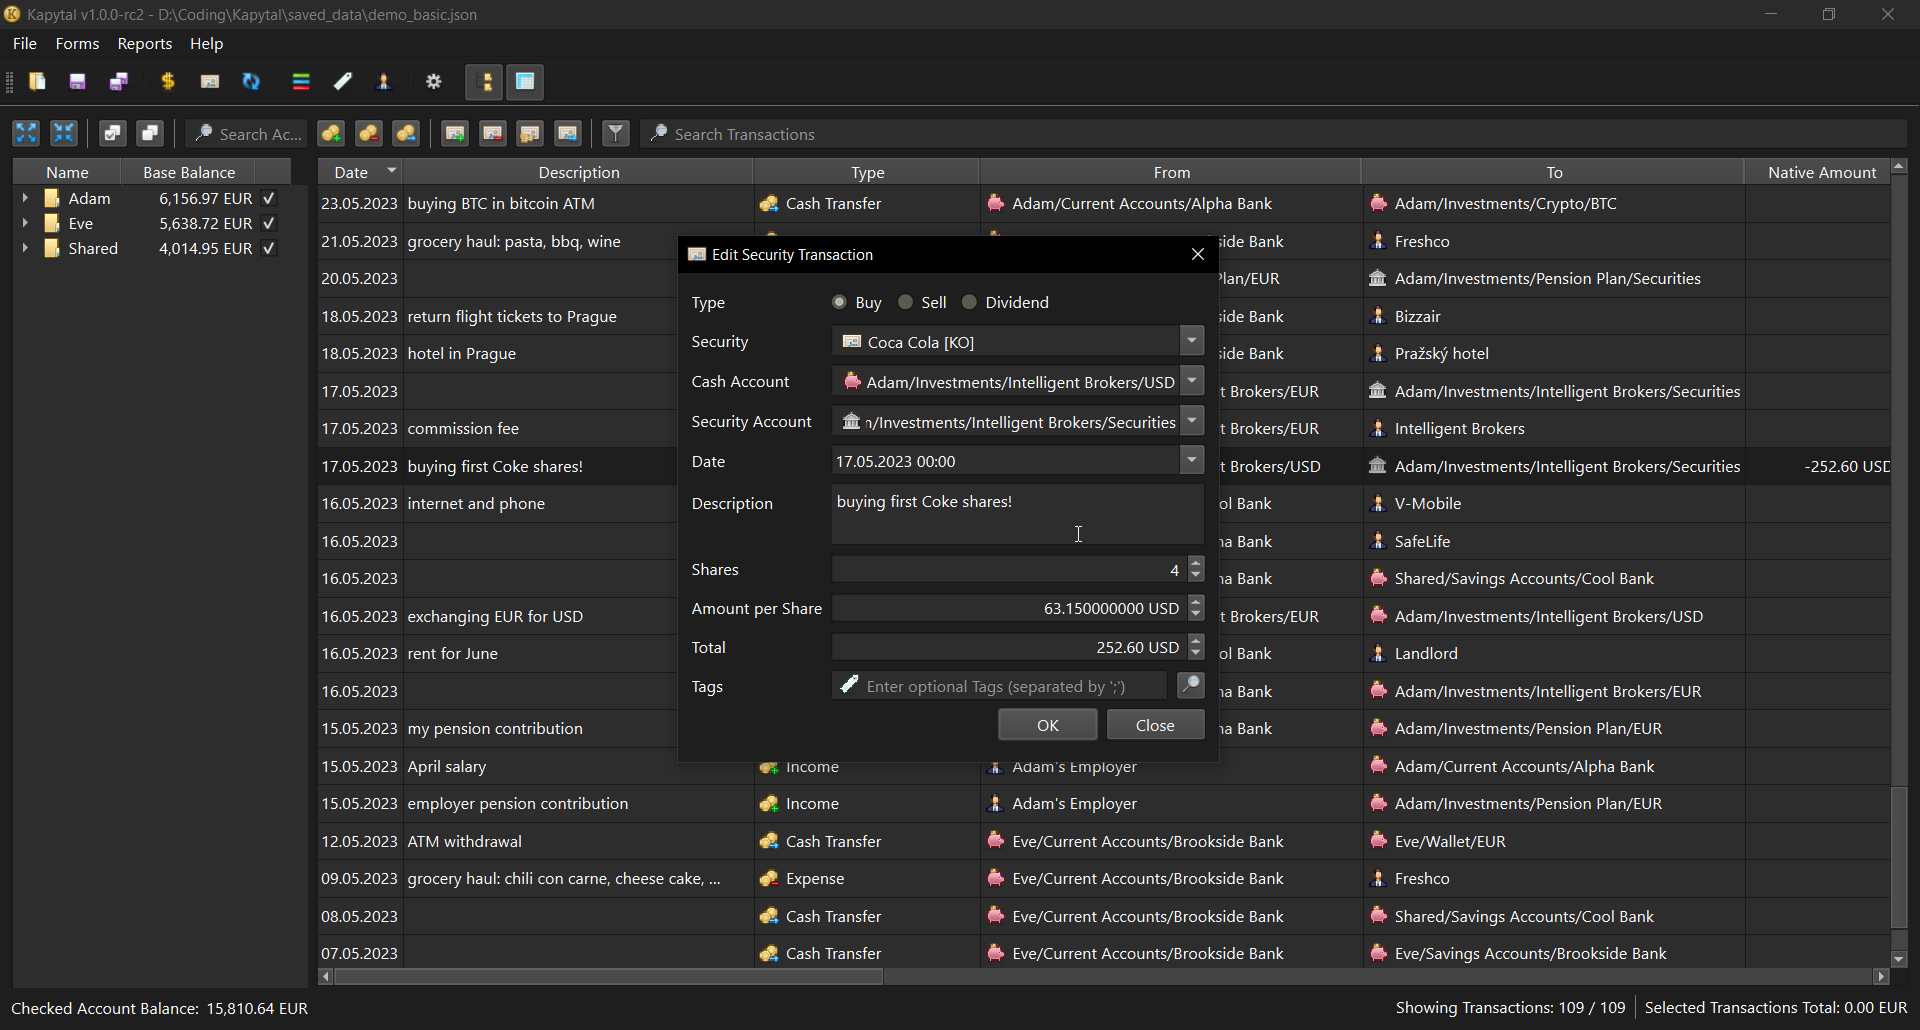 Kapytal v1.0.0-rc2 - D:\Coding\Kapytal\saved_data\demo_basic.json
File Forms Reports Help
Search Ac... Search Transactions
Name Base Balance
Adam 6,156.97 EUR
Eve 5,638.72 EUR
Shared 4,014.95 EUR
Date Description Type From To Native Amount
23.05.2023 buying BTC in bitcoin ATM Cash Transfer Adam/Current Accounts/Alpha Bank Adam/Investments/Crypto/BTC
21.05.2023 grocery haul: pasta, bbq, wine side Bank Freshco
20.05.2023 Plan/EUR Adam/Investments/Pension Plan/Securities
18.05.2023 return flight tickets to Prague side Bank Bizzair
18.05.2023 hotel in Prague side Bank Pražský hotel
17.05.2023 t Brokers/EUR Adam/Investments/Intelligent Brokers/Securities
17.05.2023 commission fee t Brokers/EUR Intelligent Brokers
17.05.2023 buying first Coke shares! t Brokers/USD Adam/Investments/Intelligent Brokers/Securities -252.60 USD
16.05.2023 internet and phone ol Bank V-Mobile
16.05.2023 na Bank SafeLife
16.05.2023 na Bank Shared/Savings Accounts/Cool Bank
16.05.2023 exchanging EUR for USD t Brokers/EUR Adam/Investments/Intelligent Brokers/USD
16.05.2023 rent for June ol Bank Landlord
16.05.2023 na Bank Adam/Investments/Intelligent Brokers/EUR
15.05.2023 my pension contribution na Bank Adam/Investments/Pension Plan/EUR
15.05.2023 April salary Income Adam's Employer Adam/Current Accounts/Alpha Bank
15.05.2023 employer pension contribution Income Adam's Employer Adam/Investments/Pension Plan/EUR
12.05.2023 ATM withdrawal Cash Transfer Eve/Current Accounts/Brookside Bank Eve/Wallet/EUR
09.05.2023 grocery haul: chili con carne, cheese cake, ... Expense Eve/Current Accounts/Brookside Bank Freshco
08.05.2023 Cash Transfer Eve/Current Accounts/Brookside Bank Shared/Savings Accounts/Cool Bank
07.05.2023 Cash Transfer Eve/Current Accounts/Brookside Bank Eve/Savings Accounts/Brookside Bank
Edit Security Transaction
Type Buy Sell Dividend
Security Coca Cola [KO]
Cash Account Adam/Investments/Intelligent Brokers/USD
Security Account n/Investments/Intelligent Brokers/Securities
Date 17.05.2023 00:00
Description buying first Coke shares!
Shares 4
Amount per Share 63.150000000 USD
Total 252.60 USD
Tags Enter optional Tags (separated by ';')
OK Close
Checked Account Balance: 15,810.64 EUR Showing Transactions: 109 / 109 Selected Transactions Total: 0.00 EUR